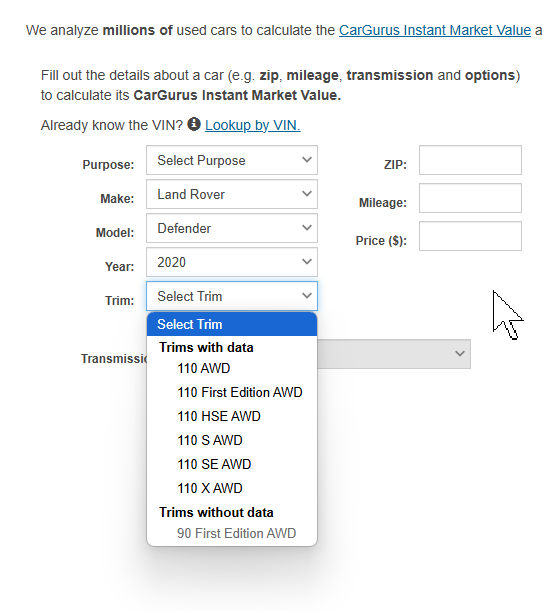 We analyze millions of used cars to calculate the CarGurus Instant Market Value a
Fill out the details about a car (e.g. zip, mileage, transmission and options)
to calculate its CarGurus Instant Market Value.
Already know the VIN? Lookup by VIN.
Purpose: Select Purpose
ZIP:
Make: Land Rover
Mileage:
Model: Defender
Price ($):
Year: 2020
Trim: Select Trim
Select Trim
Trims with data
Transmissio
110 AWD
110 First Edition AWD
110 HSE AWD
110 S AWD
110 SE AWD
110 X AWD
Trims without data
90 First Edition AWD